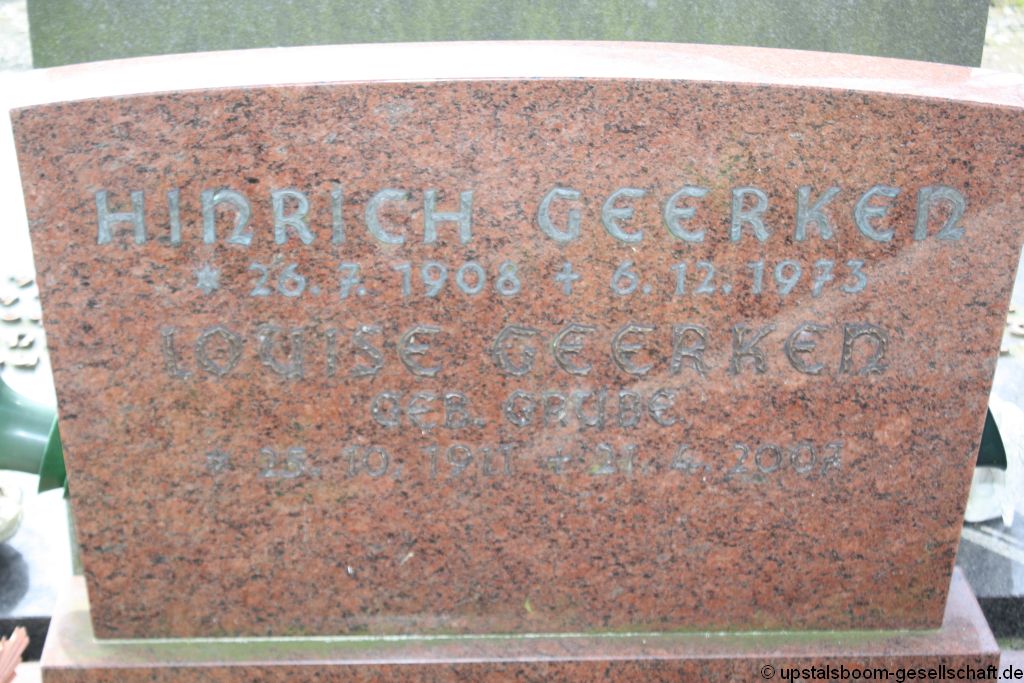 HINRICH GEERKEN
* 26. 7. 1908 + 6. 12. 1973
LOUISE GEERKEN
GEB. GRUBE
* 25. 10. 1911 + 21. 4. 2007
© upstalsboom-gesellschaft.de